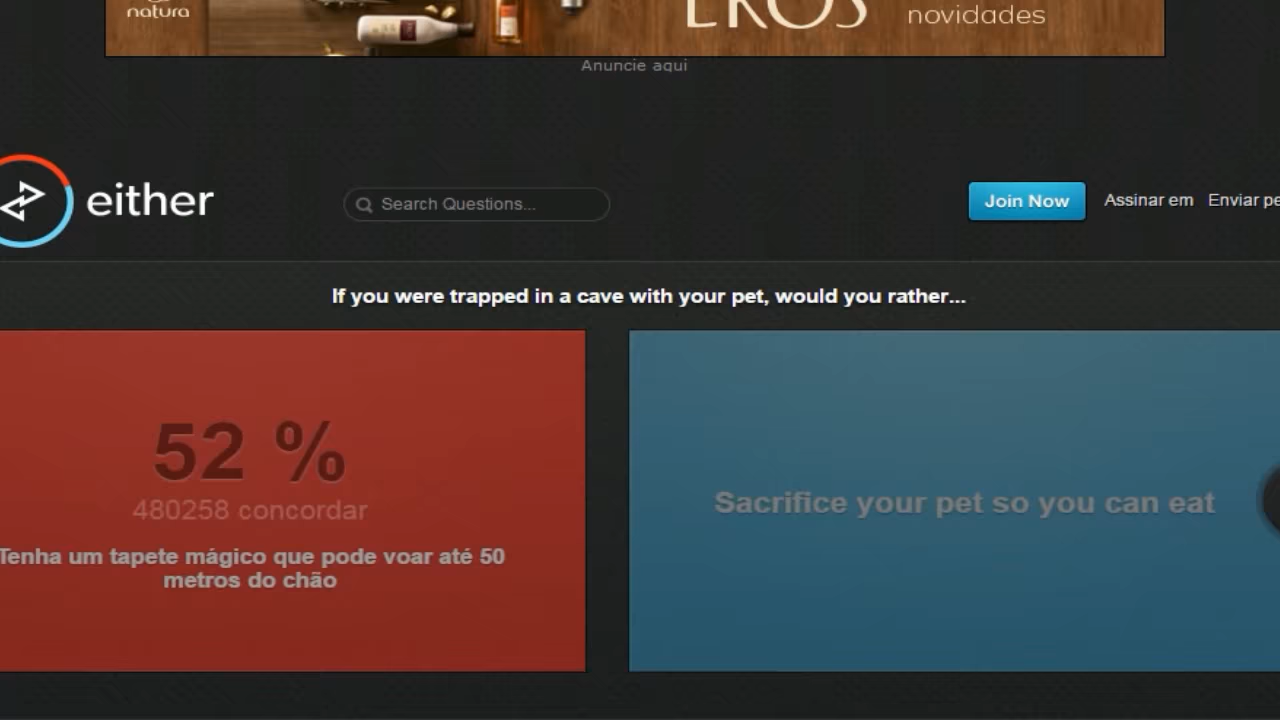 natura
EROS
novidades
Anuncie aqui
either
Search Questions...
Join Now
Assinar em
Enviar pe
If you were trapped in a cave with your pet, would you rather...
52 %
480258 concordar
Tenha um tapete mágico que pode voar até 50
metros do chão
Sacrifice your pet so you can eat